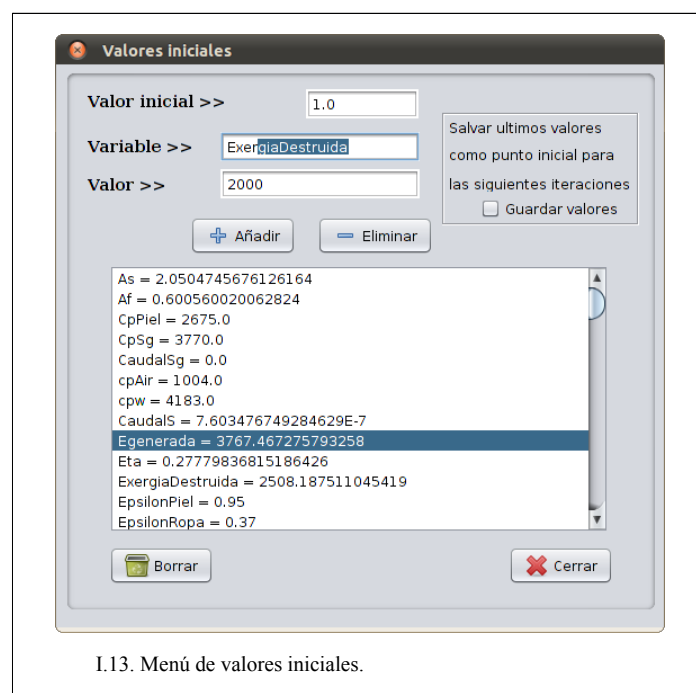 Valores iniciales
Valor inicial >> 1.0
Variable >> ExergiaDestruida
Valor >> 2000
Salvar ultimos valores
como punto inicial para
las siguientes iteraciones
Guardar valores
Añadir Eliminar
As = 2.0504745676126164
Af = 0.600560020062824
CpPiel = 2675.0
CpSg = 3770.0
CaudalSg = 0.0
cpAir = 1004.0
cpw = 4183.0
CaudalS = 7.603476749284629E-7
Egenerada = 3767.467275793258
Eta = 0.27779836815186426
ExergiaDestruida = 2508.187511045419
EpsilonPiel = 0.95
EpsilonRopa = 0.37
Borrar Cerrar
I.13. Menú de valores iniciales.